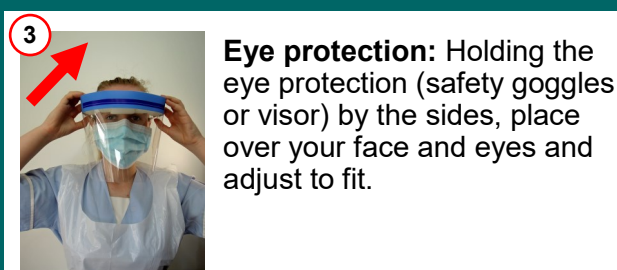 3
Eye protection: Holding the
eye protection (safety goggles
or visor) by the sides, place
over your face and eyes and
adjust to fit.